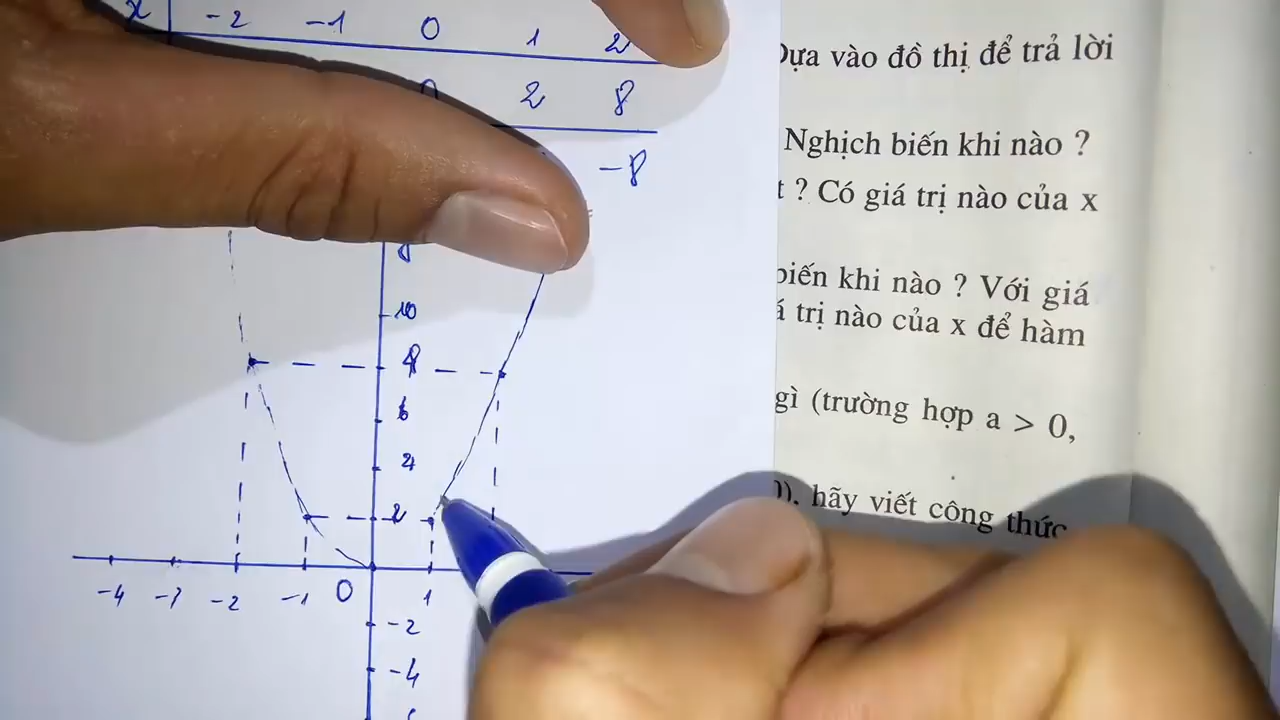 x -2 -1 0 1 2
2 8
-8
10
8
6
4
2
-4 -2 -1 0 1
-2
-4
Dựa vào đồ thị để trả lời
Nghịch biến khi nào ?
? Có giá trị nào của x
biến khi nào ? Với giá
trị nào của x để hàm
gì (trường hợp a > 0,
hãy viết công thức